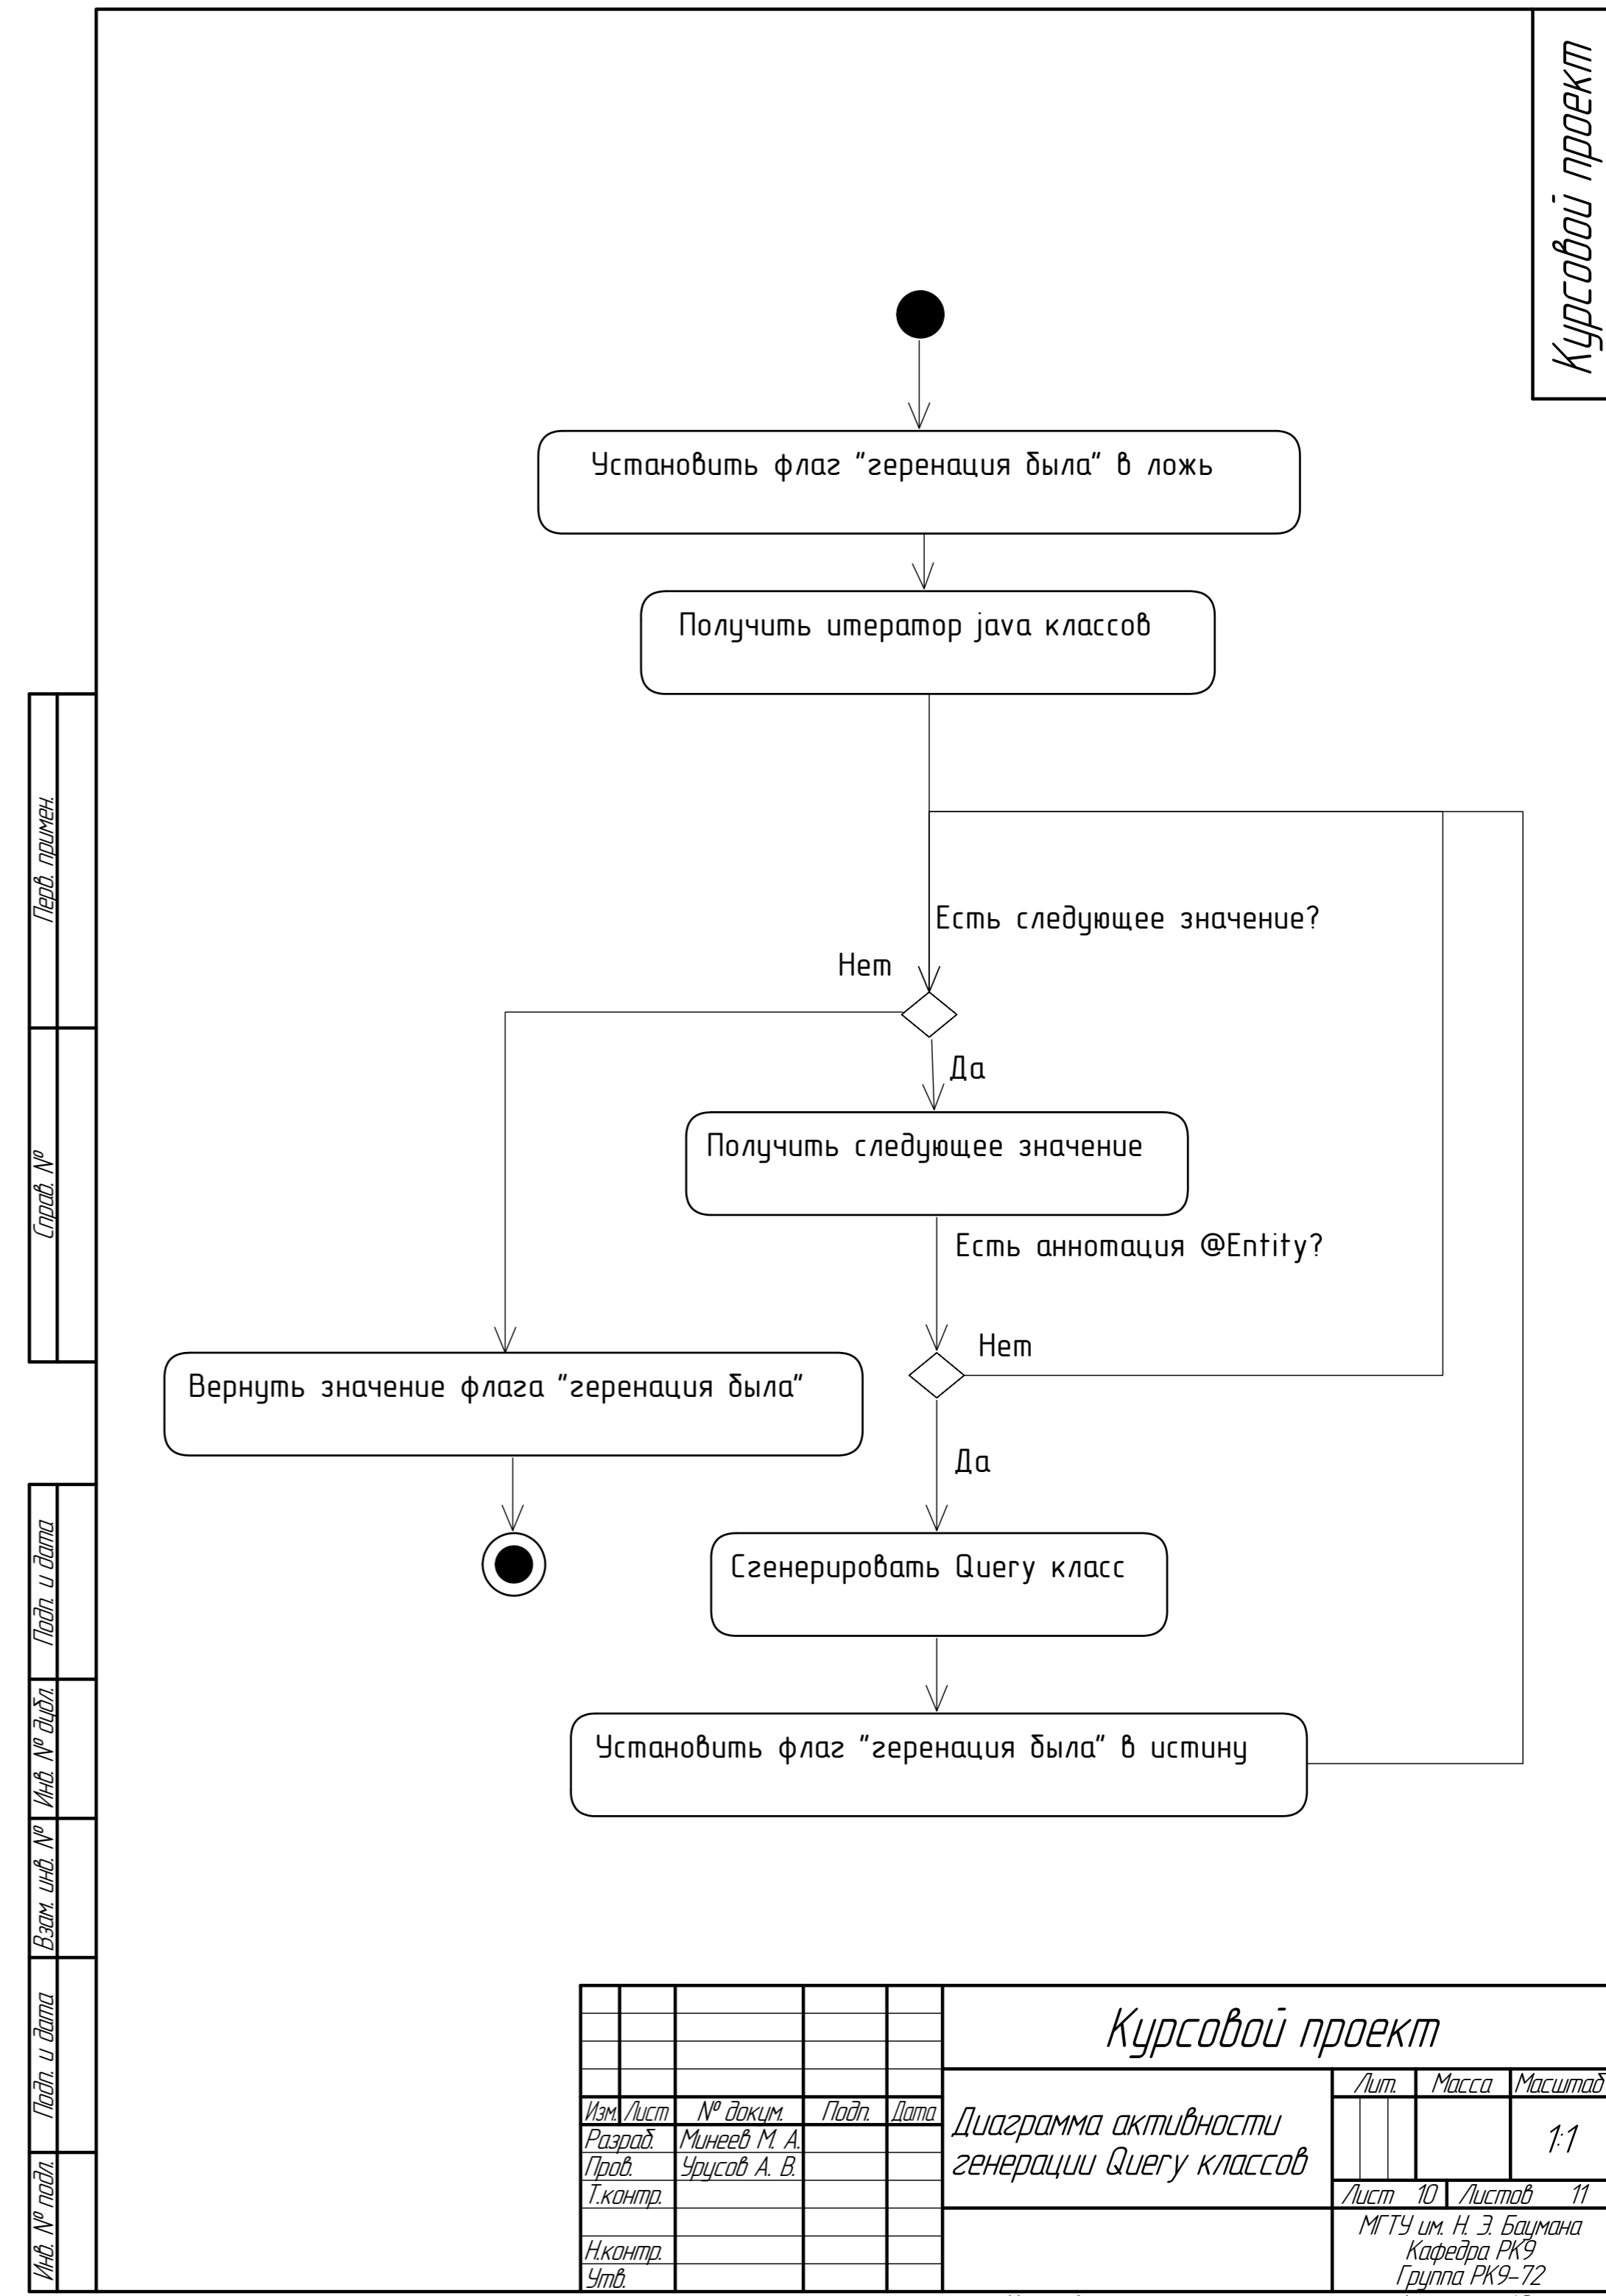 Курсовой проект
Установить флаг "геренация была" в ложь
Получить итератор java классов
Есть следующее значение?
Нет
Да
Получить следующее значение
Есть аннотация @Entity?
Нет
Вернуть значение флага "геренация была"
Да
Сгенерировать Query класс
Установить флаг "геренация была" в истину
Перв. примен.
Справ. №
Подп. и дата
Инв. № дубл.
Взам. инв. №
Подп. и дата
Инв. № подл.
Курсовой проект
Лит. Масса Масштаб
Изм. Лист № докум. Подп. Дата
Диаграмма активности
генерации Query классов
1:1
Разраб. Минеев М. А.
Пров. Урусов А. В.
Т.контр.
Лист 10 Листов 11
МГТУ им. Н. Э. Баумана
Кафедра РК9
Группа РК9-72
Н.контр.
Утв.